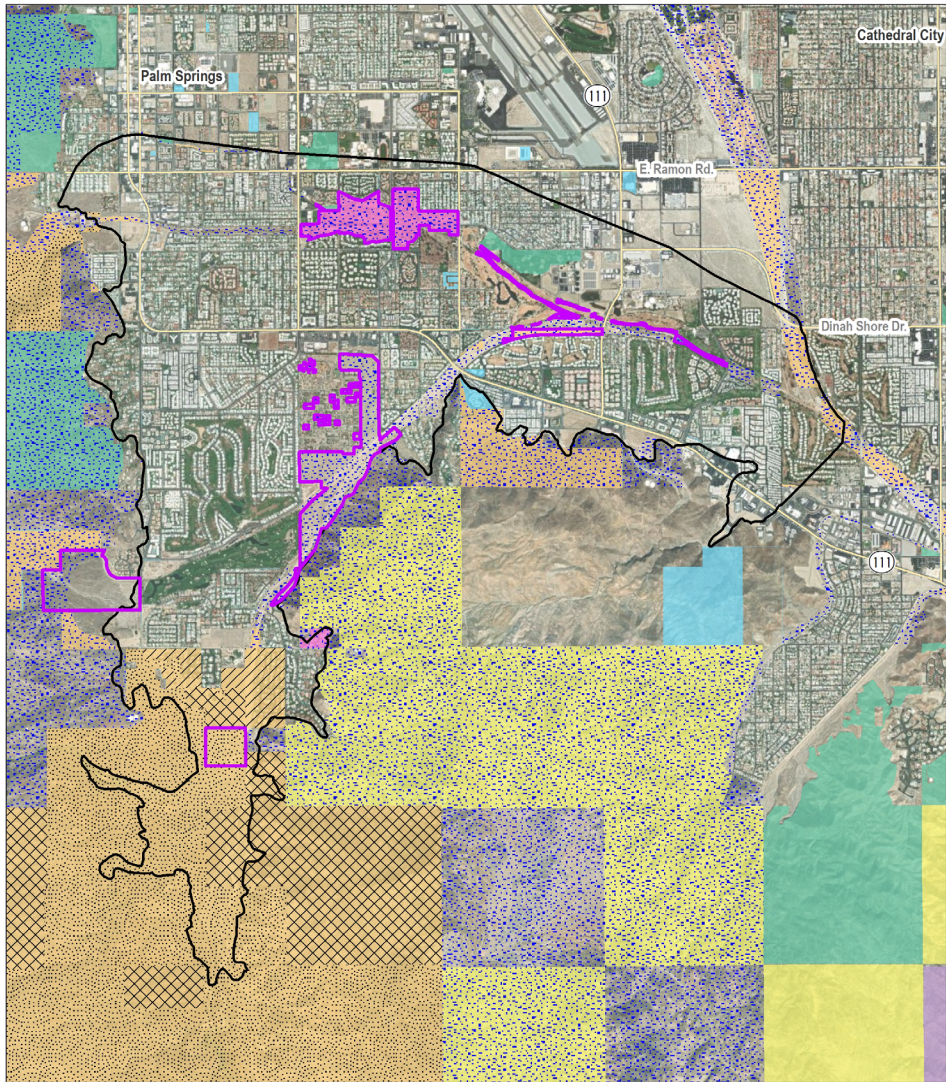 Cathedral City
Palm Springs
111
E. Ramon Rd.
Dinah Shore Dr.
111